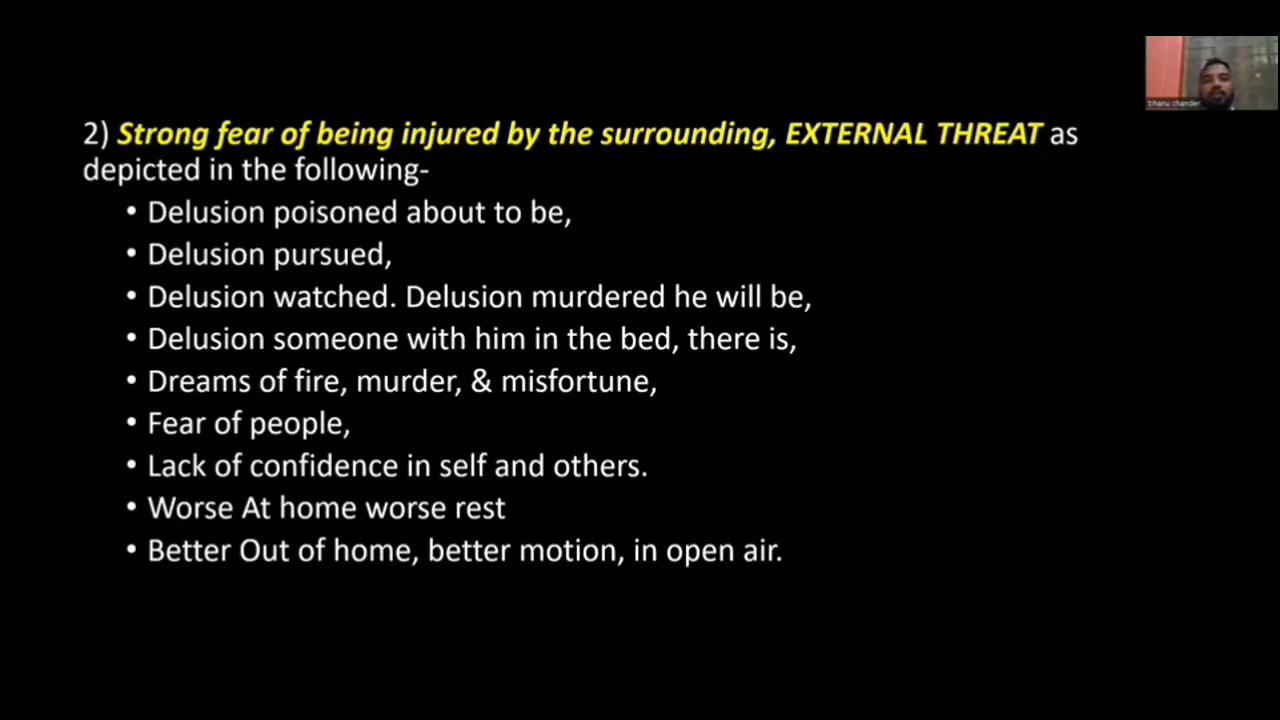 bhanu chander
2) Strong fear of being injured by the surrounding, EXTERNAL THREAT as
depicted in the following-
• Delusion poisoned about to be,
• Delusion pursued,
• Delusion watched. Delusion murdered he will be,
• Delusion someone with him in the bed, there is,
• Dreams of fire, murder, & misfortune,
• Fear of people,
• Lack of confidence in self and others.
• Worse At home worse rest
• Better Out of home, better motion, in open air.